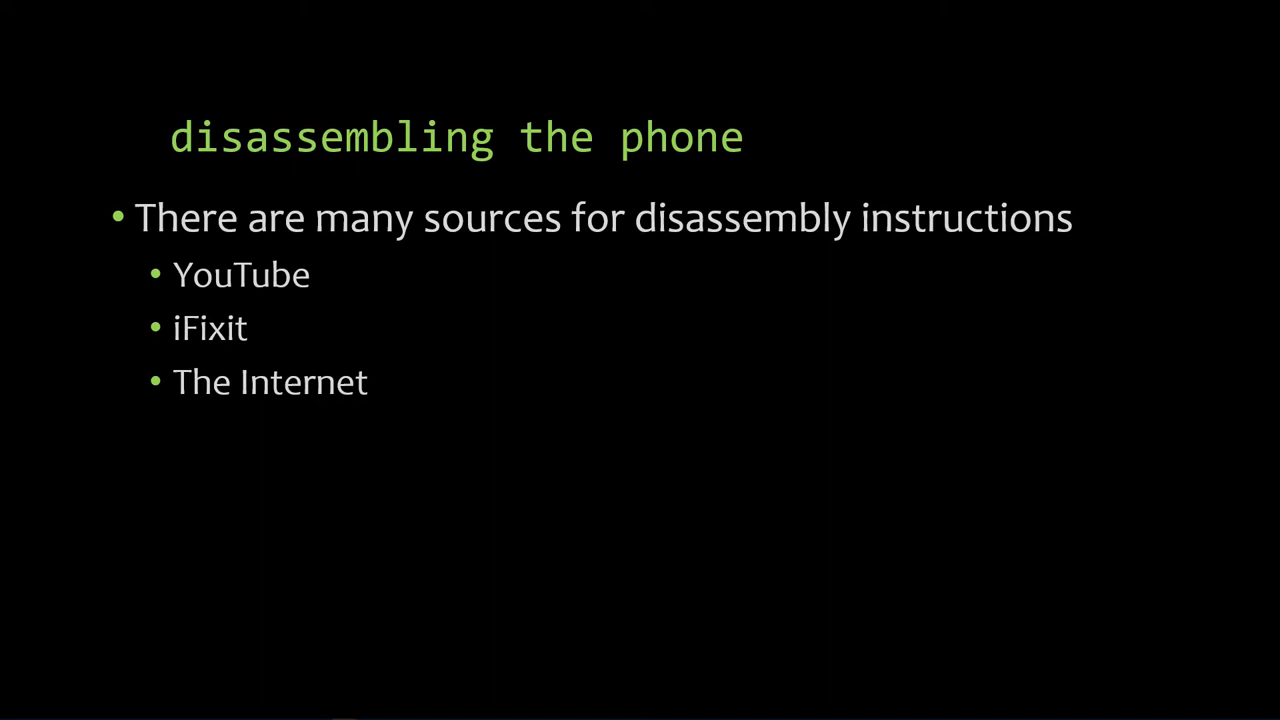 disassembling the phone
• There are many sources for disassembly instructions
• YouTube
• iFixit
• The Internet